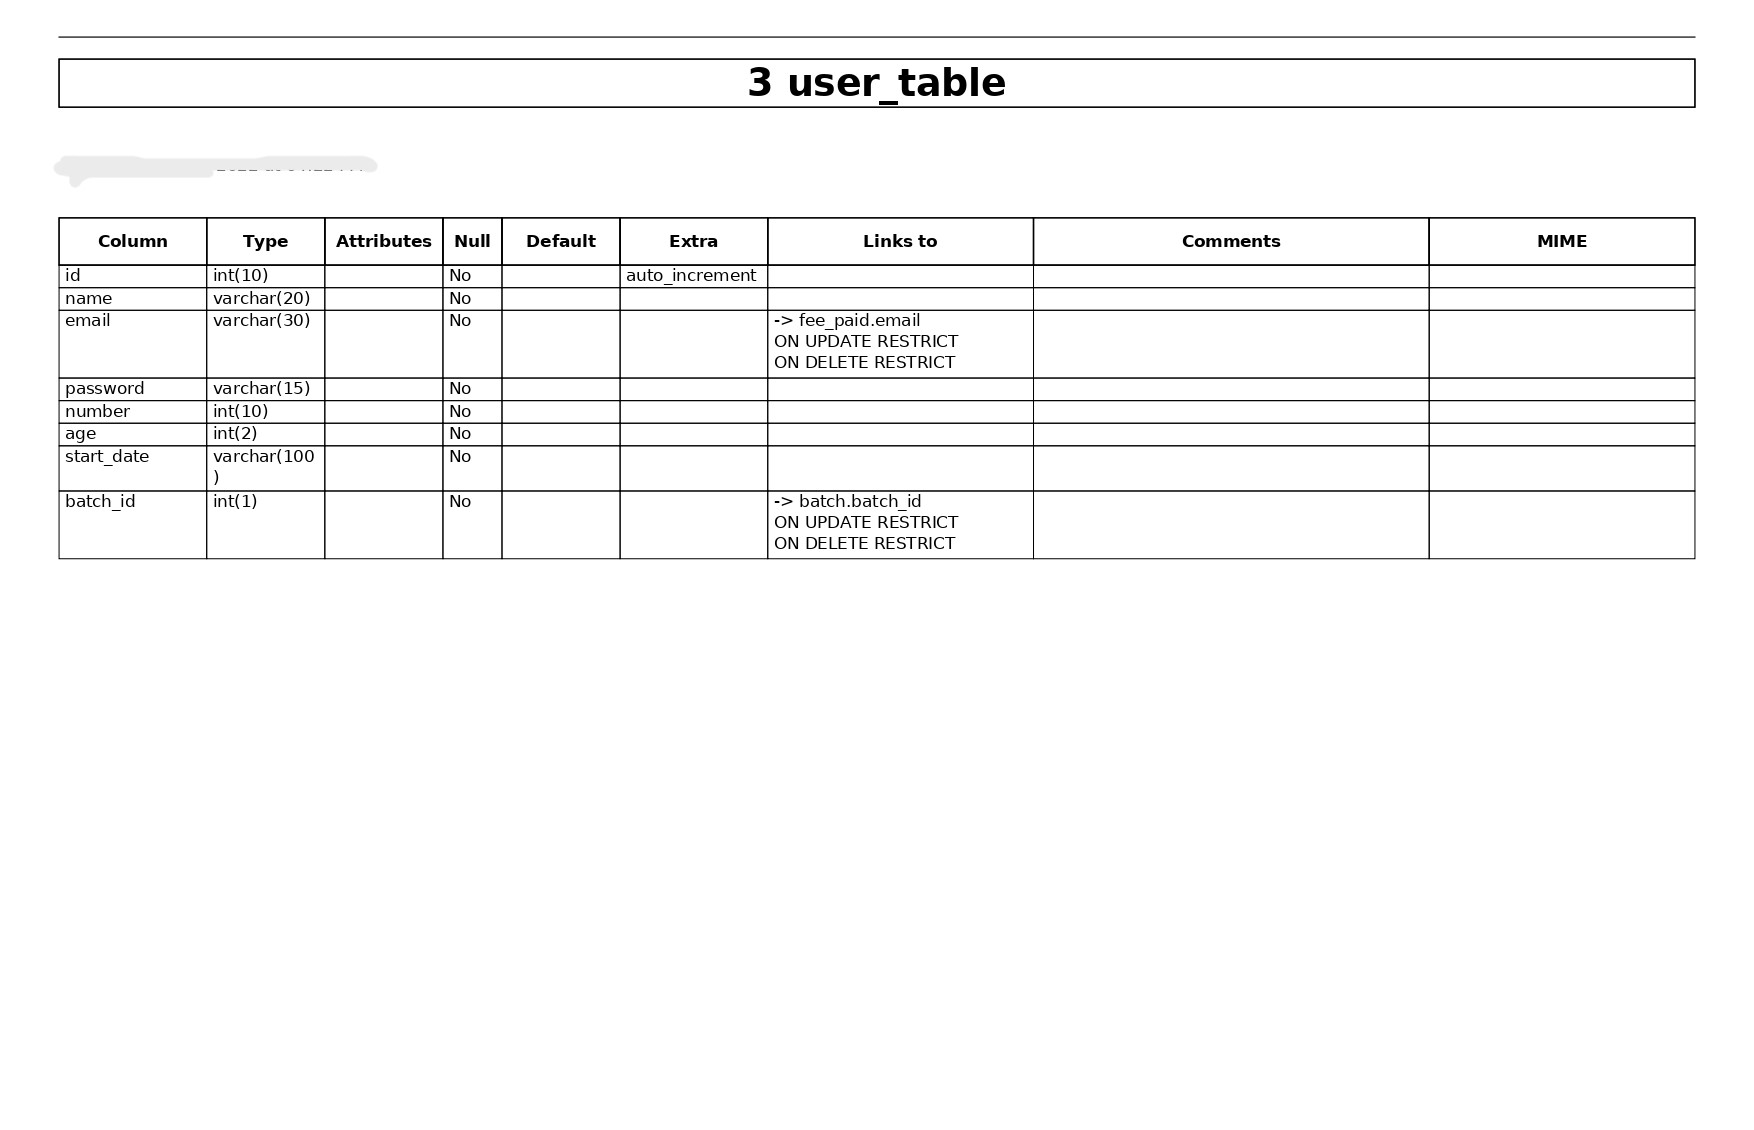 3 user_table
Column Type Attributes Null Default Extra Links to Comments MIME
id int(10) No auto_increment
name varchar(20) No
email varchar(30) No -> fee_paid.email
ON UPDATE RESTRICT
ON DELETE RESTRICT
password varchar(15) No
number int(10) No
age int(2) No
start_date varchar(100 No
)
batch_id int(1) No -> batch.batch_id
ON UPDATE RESTRICT
ON DELETE RESTRICT